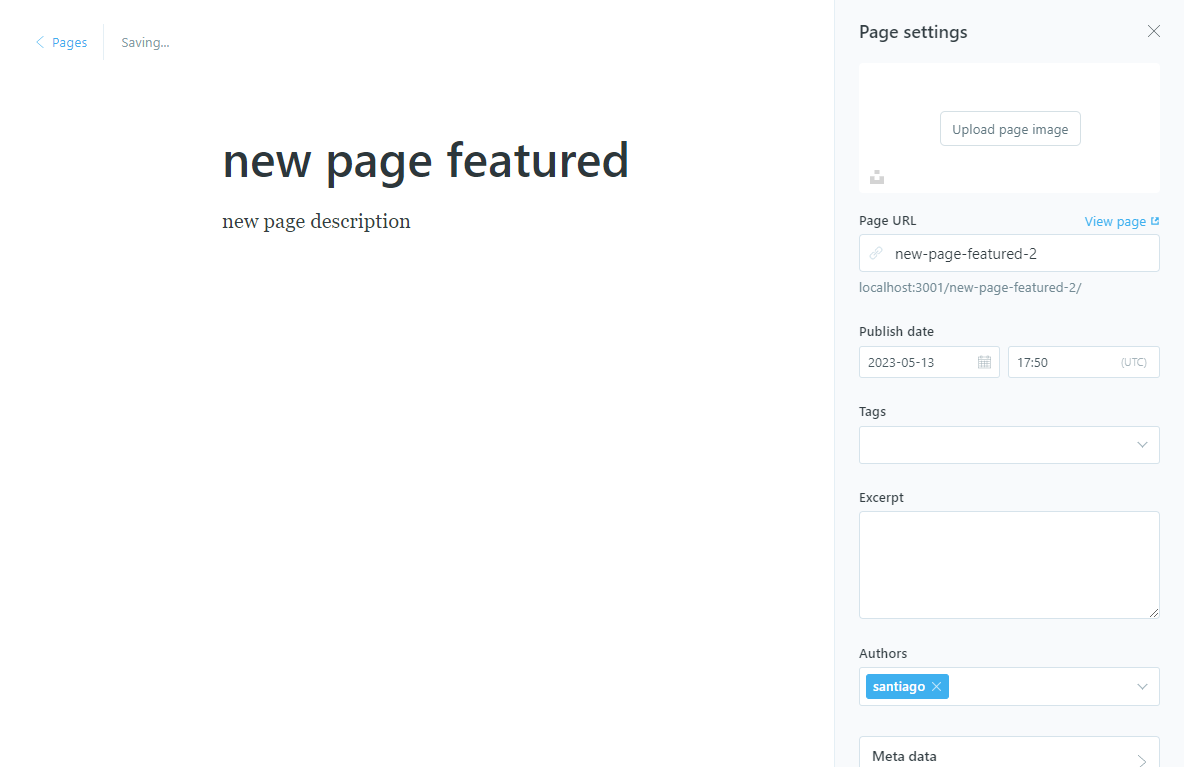 Pages
Saving...
new page featured
new page description
Page settings
Upload page image
Page URL
View page
new-page-featured-2
localhost:3001/new-page-featured-2/
Publish date
2023-05-13
17:50
(UTC)
Tags
Excerpt
Authors
santiago
Meta data